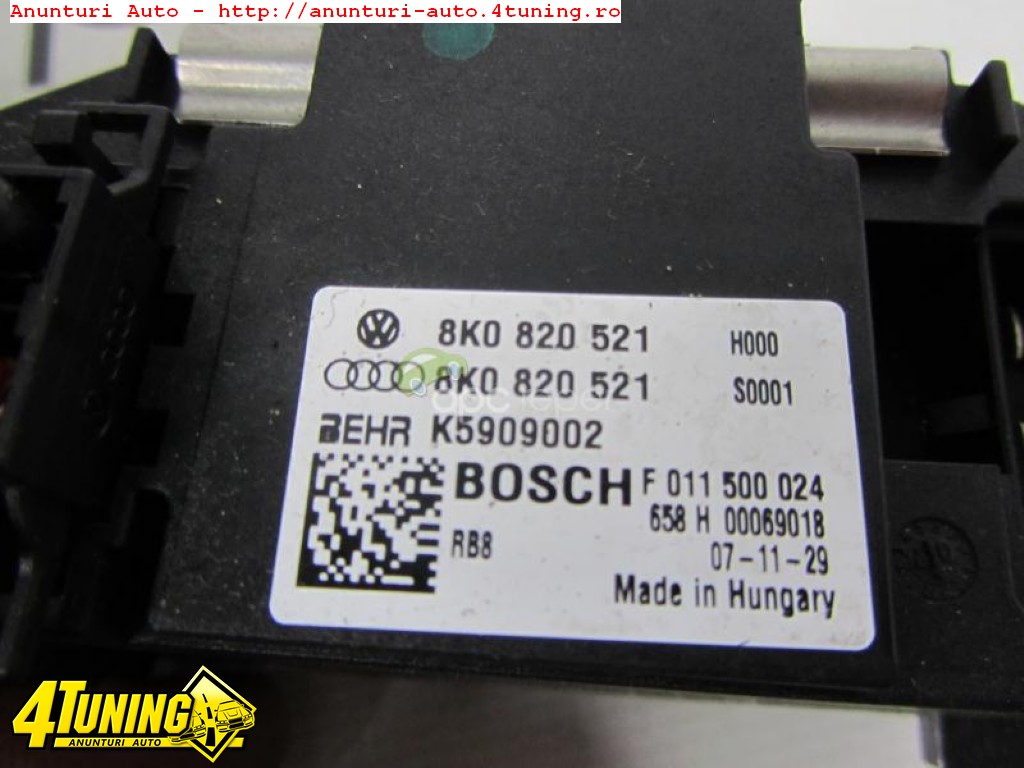 Anunturi Auto - http://anunturi-auto.4tuning.ro
8K0 820 521 H000
8K0 820 521 S0001
BEHR K5909002
BOSCH F 011 500 024
658 H 00069018
RB8
07-11-29
Made in Hungary
4TUNING
ANUNTURI AUTO